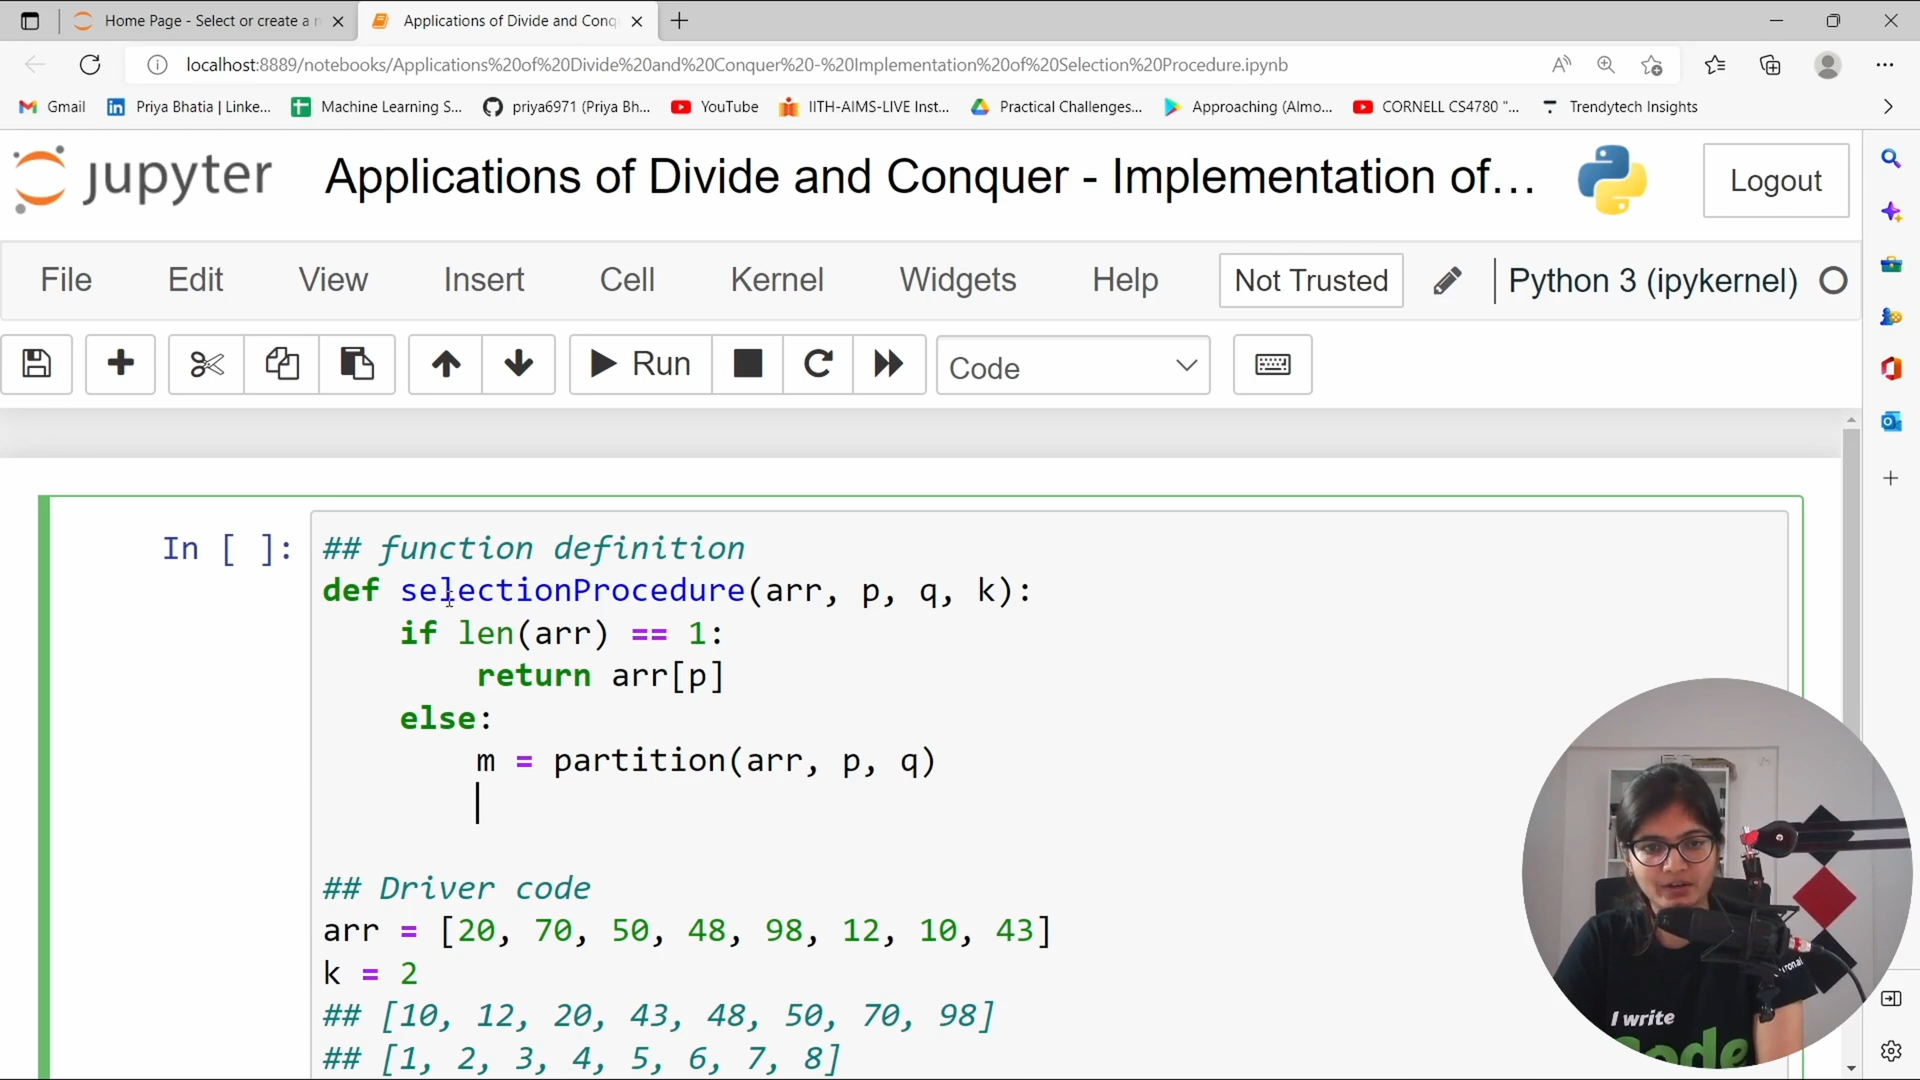 Home Page - Select or create a n
Applications of Divide and Conq
localhost:8889/notebooks/Applications%20of%20Divide%20and%20Conquer%20-%20Implementation%20of%20Selection%20Procedure.ipynb
Gmail
Priya Bhatia | Linke...
Machine Learning S...
priya6971 (Priya Bh...
YouTube
IITH-AIMS-LIVE Inst...
Practical Challenges...
Approaching (Almo...
CORNELL CS4780 "...
Trendytech Insights
jupyter
Applications of Divide and Conquer - Implementation of...
Logout
File Edit View Insert Cell Kernel Widgets Help
Not Trusted
Python 3 (ipykernel)
Run
Code
In [ ]:
## function definition
def selectionProcedure(arr, p, q, k):
if len(arr) == 1:
return arr[p]
else:
m = partition(arr, p, q)
## Driver code
arr = [20, 70, 50, 48, 98, 12, 10, 43]
k = 2
## [10, 12, 20, 43, 48, 50, 70, 98]
## [1, 2, 3, 4, 5, 6, 7, 8]
I write
Code